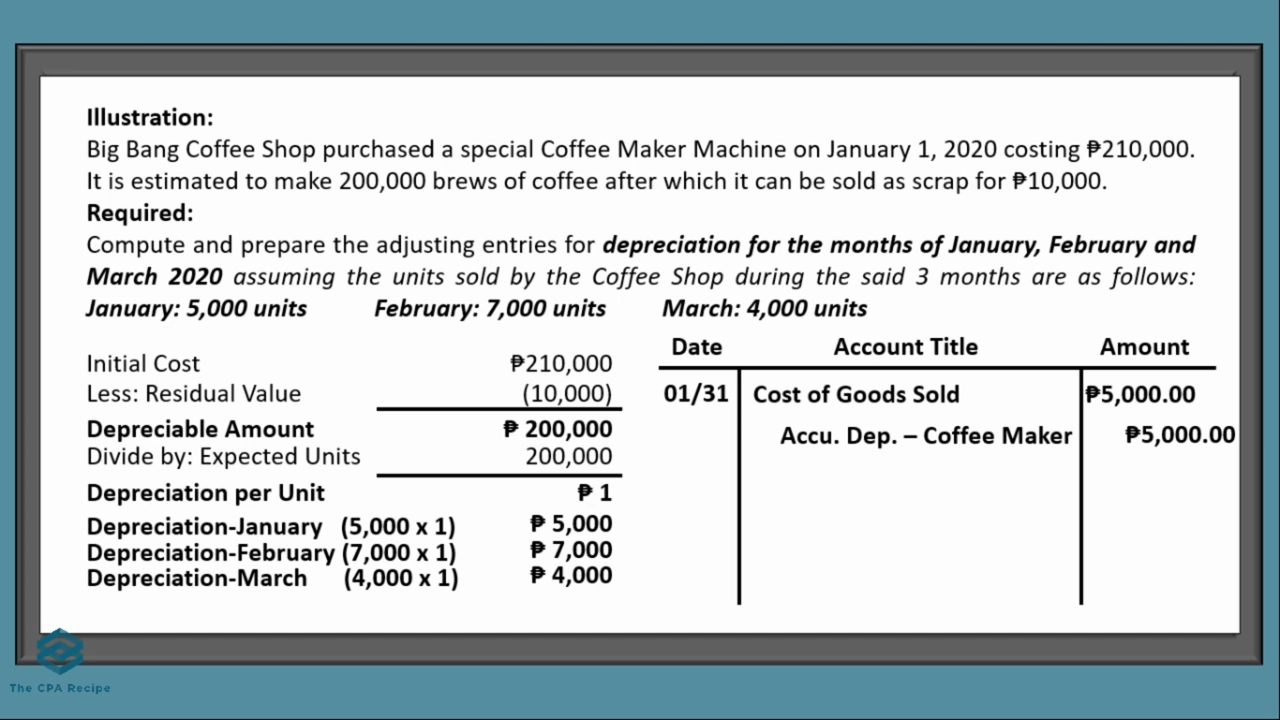 Illustration:
Big Bang Coffee Shop purchased a special Coffee Maker Machine on January 1, 2020 costing ₱210,000.
It is estimated to make 200,000 brews of coffee after which it can be sold as scrap for ₱10,000.
Required:
Compute and prepare the adjusting entries for depreciation for the months of January, February and
March 2020 assuming the units sold by the Coffee Shop during the said 3 months are as follows:
January: 5,000 units February: 7,000 units March: 4,000 units
Initial Cost ₱210,000
Less: Residual Value (10,000)
Depreciable Amount ₱ 200,000
Divide by: Expected Units 200,000
Depreciation per Unit ₱ 1
Depreciation-January (5,000 x 1) ₱ 5,000
Depreciation-February (7,000 x 1) ₱ 7,000
Depreciation-March (4,000 x 1) ₱ 4,000
Date Account Title Amount
01/31 Cost of Goods Sold ₱5,000.00
Accu. Dep. – Coffee Maker ₱5,000.00
The CPA Recipe